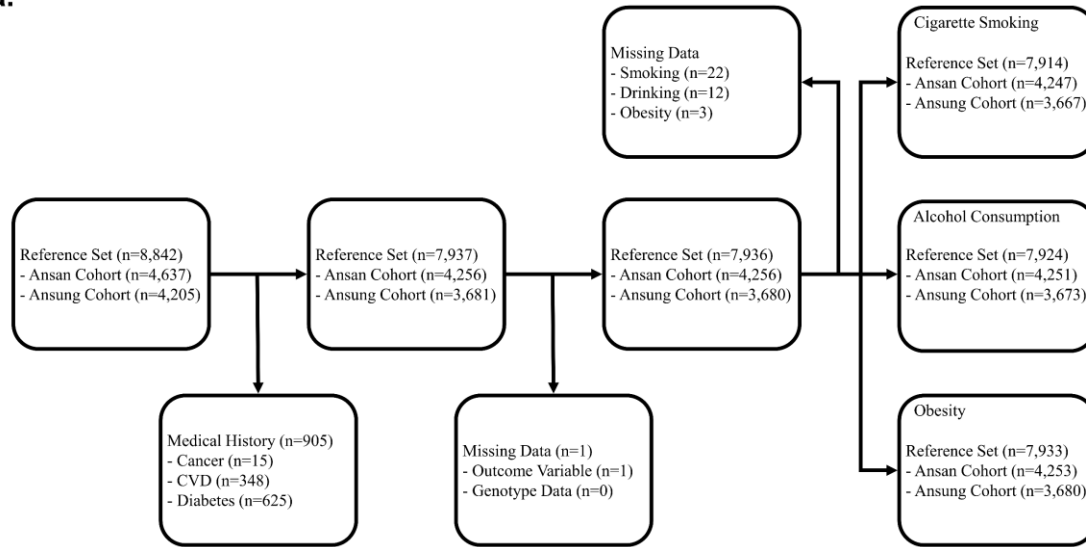 a.
Missing Data
- Smoking (n=22)
- Drinking (n=12)
- Obesity (n=3)
Cigarette Smoking
Reference Set (n=7,914)
- Ansan Cohort (n=4,247)
- Ansung Cohort (n=3,667)
Reference Set (n=8,842)
- Ansan Cohort (n=4,637)
- Ansung Cohort (n=4,205)
Reference Set (n=7,937)
- Ansan Cohort (n=4,256)
- Ansung Cohort (n=3,681)
Reference Set (n=7,936)
- Ansan Cohort (n=4,256)
- Ansung Cohort (n=3,680)
Alcohol Consumption
Reference Set (n=7,924)
- Ansan Cohort (n=4,251)
- Ansung Cohort (n=3,673)
Medical History (n=905)
- Cancer (n=15)
- CVD (n=348)
- Diabetes (n=625)
Missing Data (n=1)
- Outcome Variable (n=1)
- Genotype Data (n=0)
Obesity
Reference Set (n=7,933)
- Ansan Cohort (n=4,253)
- Ansung Cohort (n=3,680)